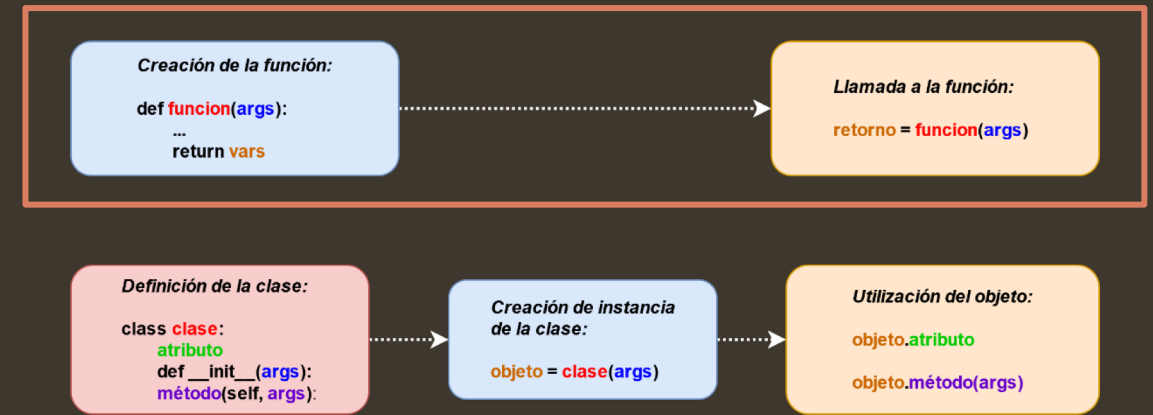 Creación de la función:
def funcion(args):
...
return vars
Llamada a la función:
retorno = funcion(args)
Definición de la clase:
class clase:
atributo
def __init__(args):
método(self, args):
Creación de instancia
de la clase:
objeto = clase(args)
Utilización del objeto:
objeto.atributo
objeto.método(args)